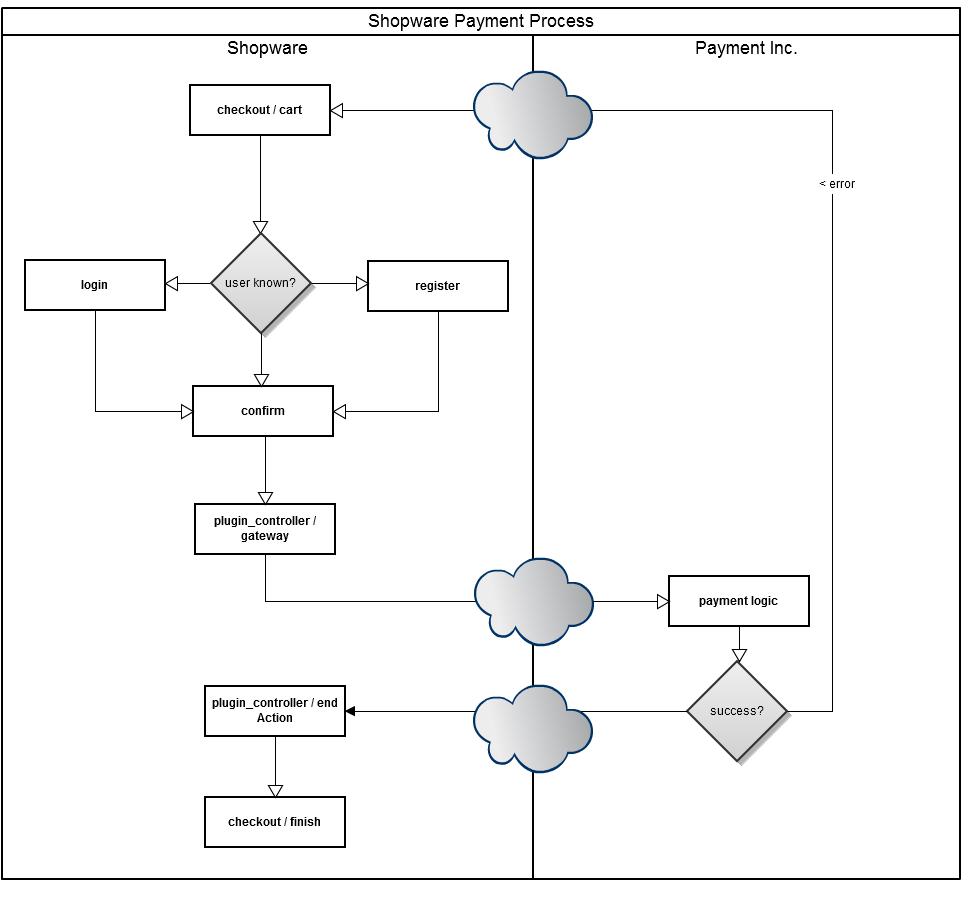 Shopware Payment Process
Shopware
Payment Inc.
checkout / cart
< error
user known?
login
register
confirm
plugin_controller /
gateway
payment logic
success?
plugin_controller / end
Action
checkout / finish